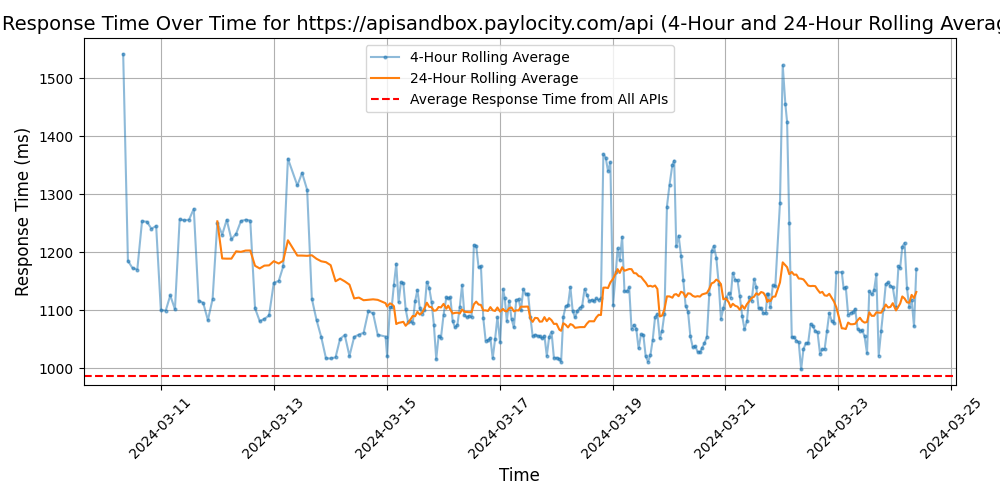 Response Time Over Time for https://apisandbox.paylocity.com/api (4-Hour and 24-Hour Rolling Averag
4-Hour Rolling Average
24-Hour Rolling Average
Average Response Time from All APIs
Response Time (ms)
1500
1400
1300
1200
1100
1000
2024-03-11
2024-03-13
2024-03-15
2024-03-17
2024-03-19
2024-03-21
2024-03-23
2024-03-25
Time